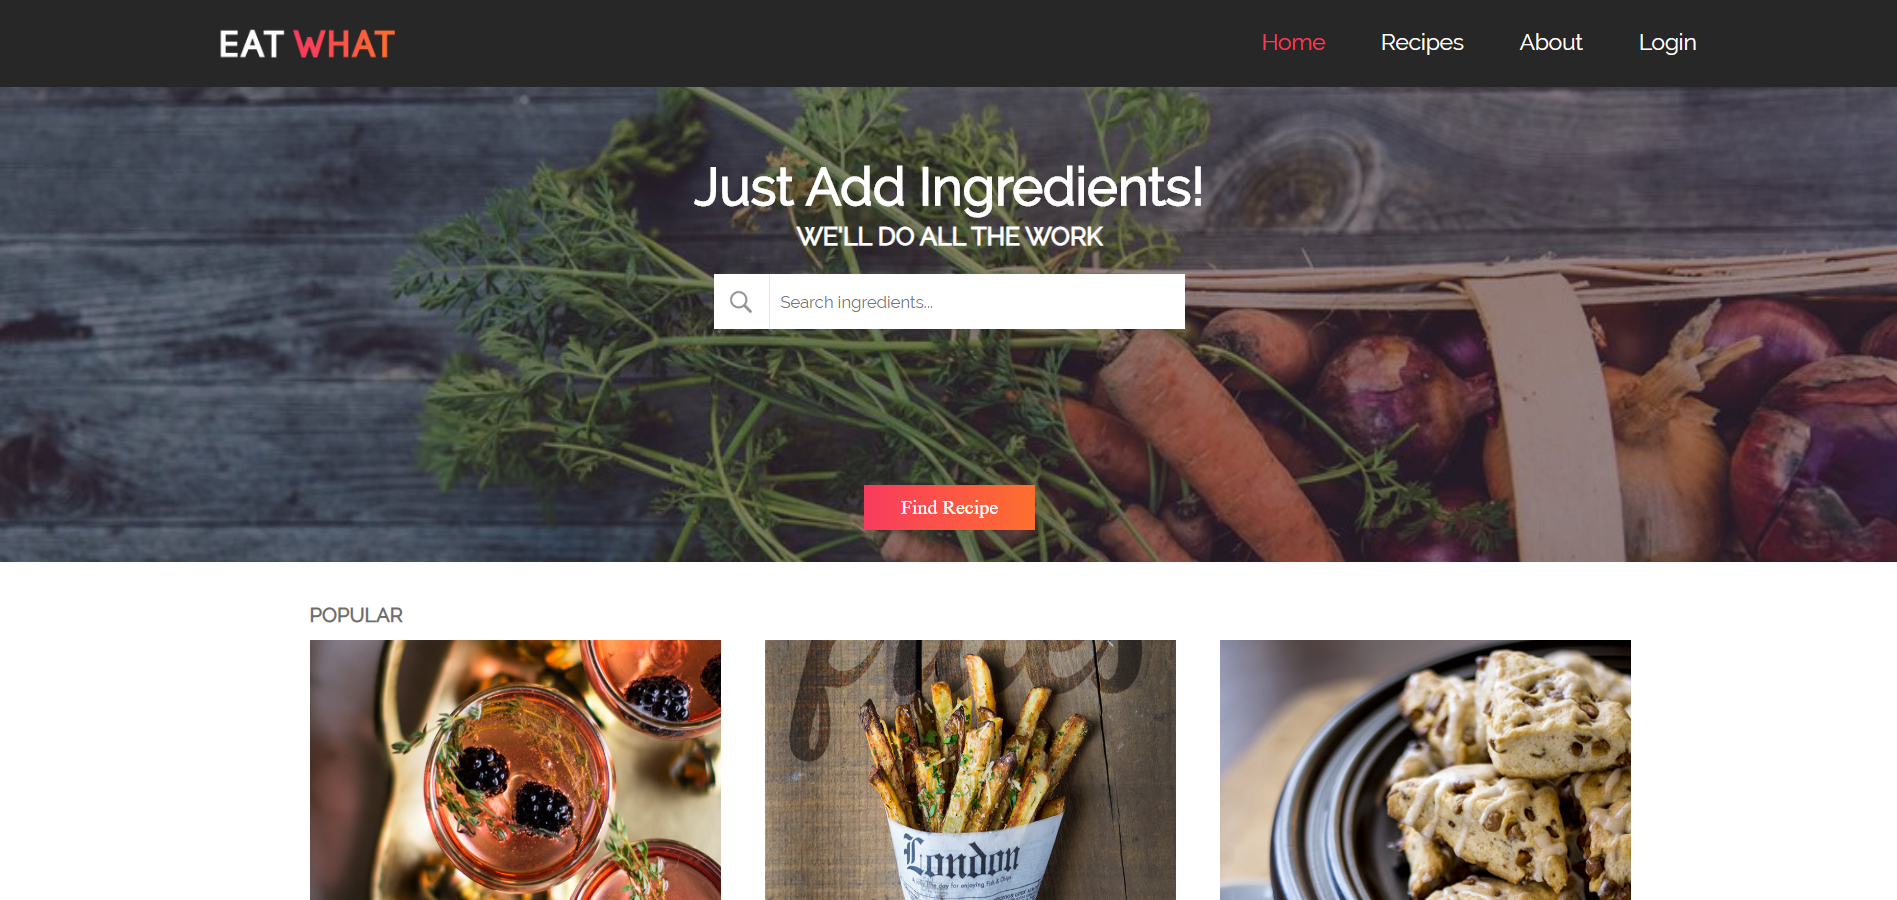 EAT WHAT
Home
Recipes
About
Login
Just Add Ingredients!
WE'LL DO ALL THE WORK
Search ingredients...
Find Recipe
POPULAR
London